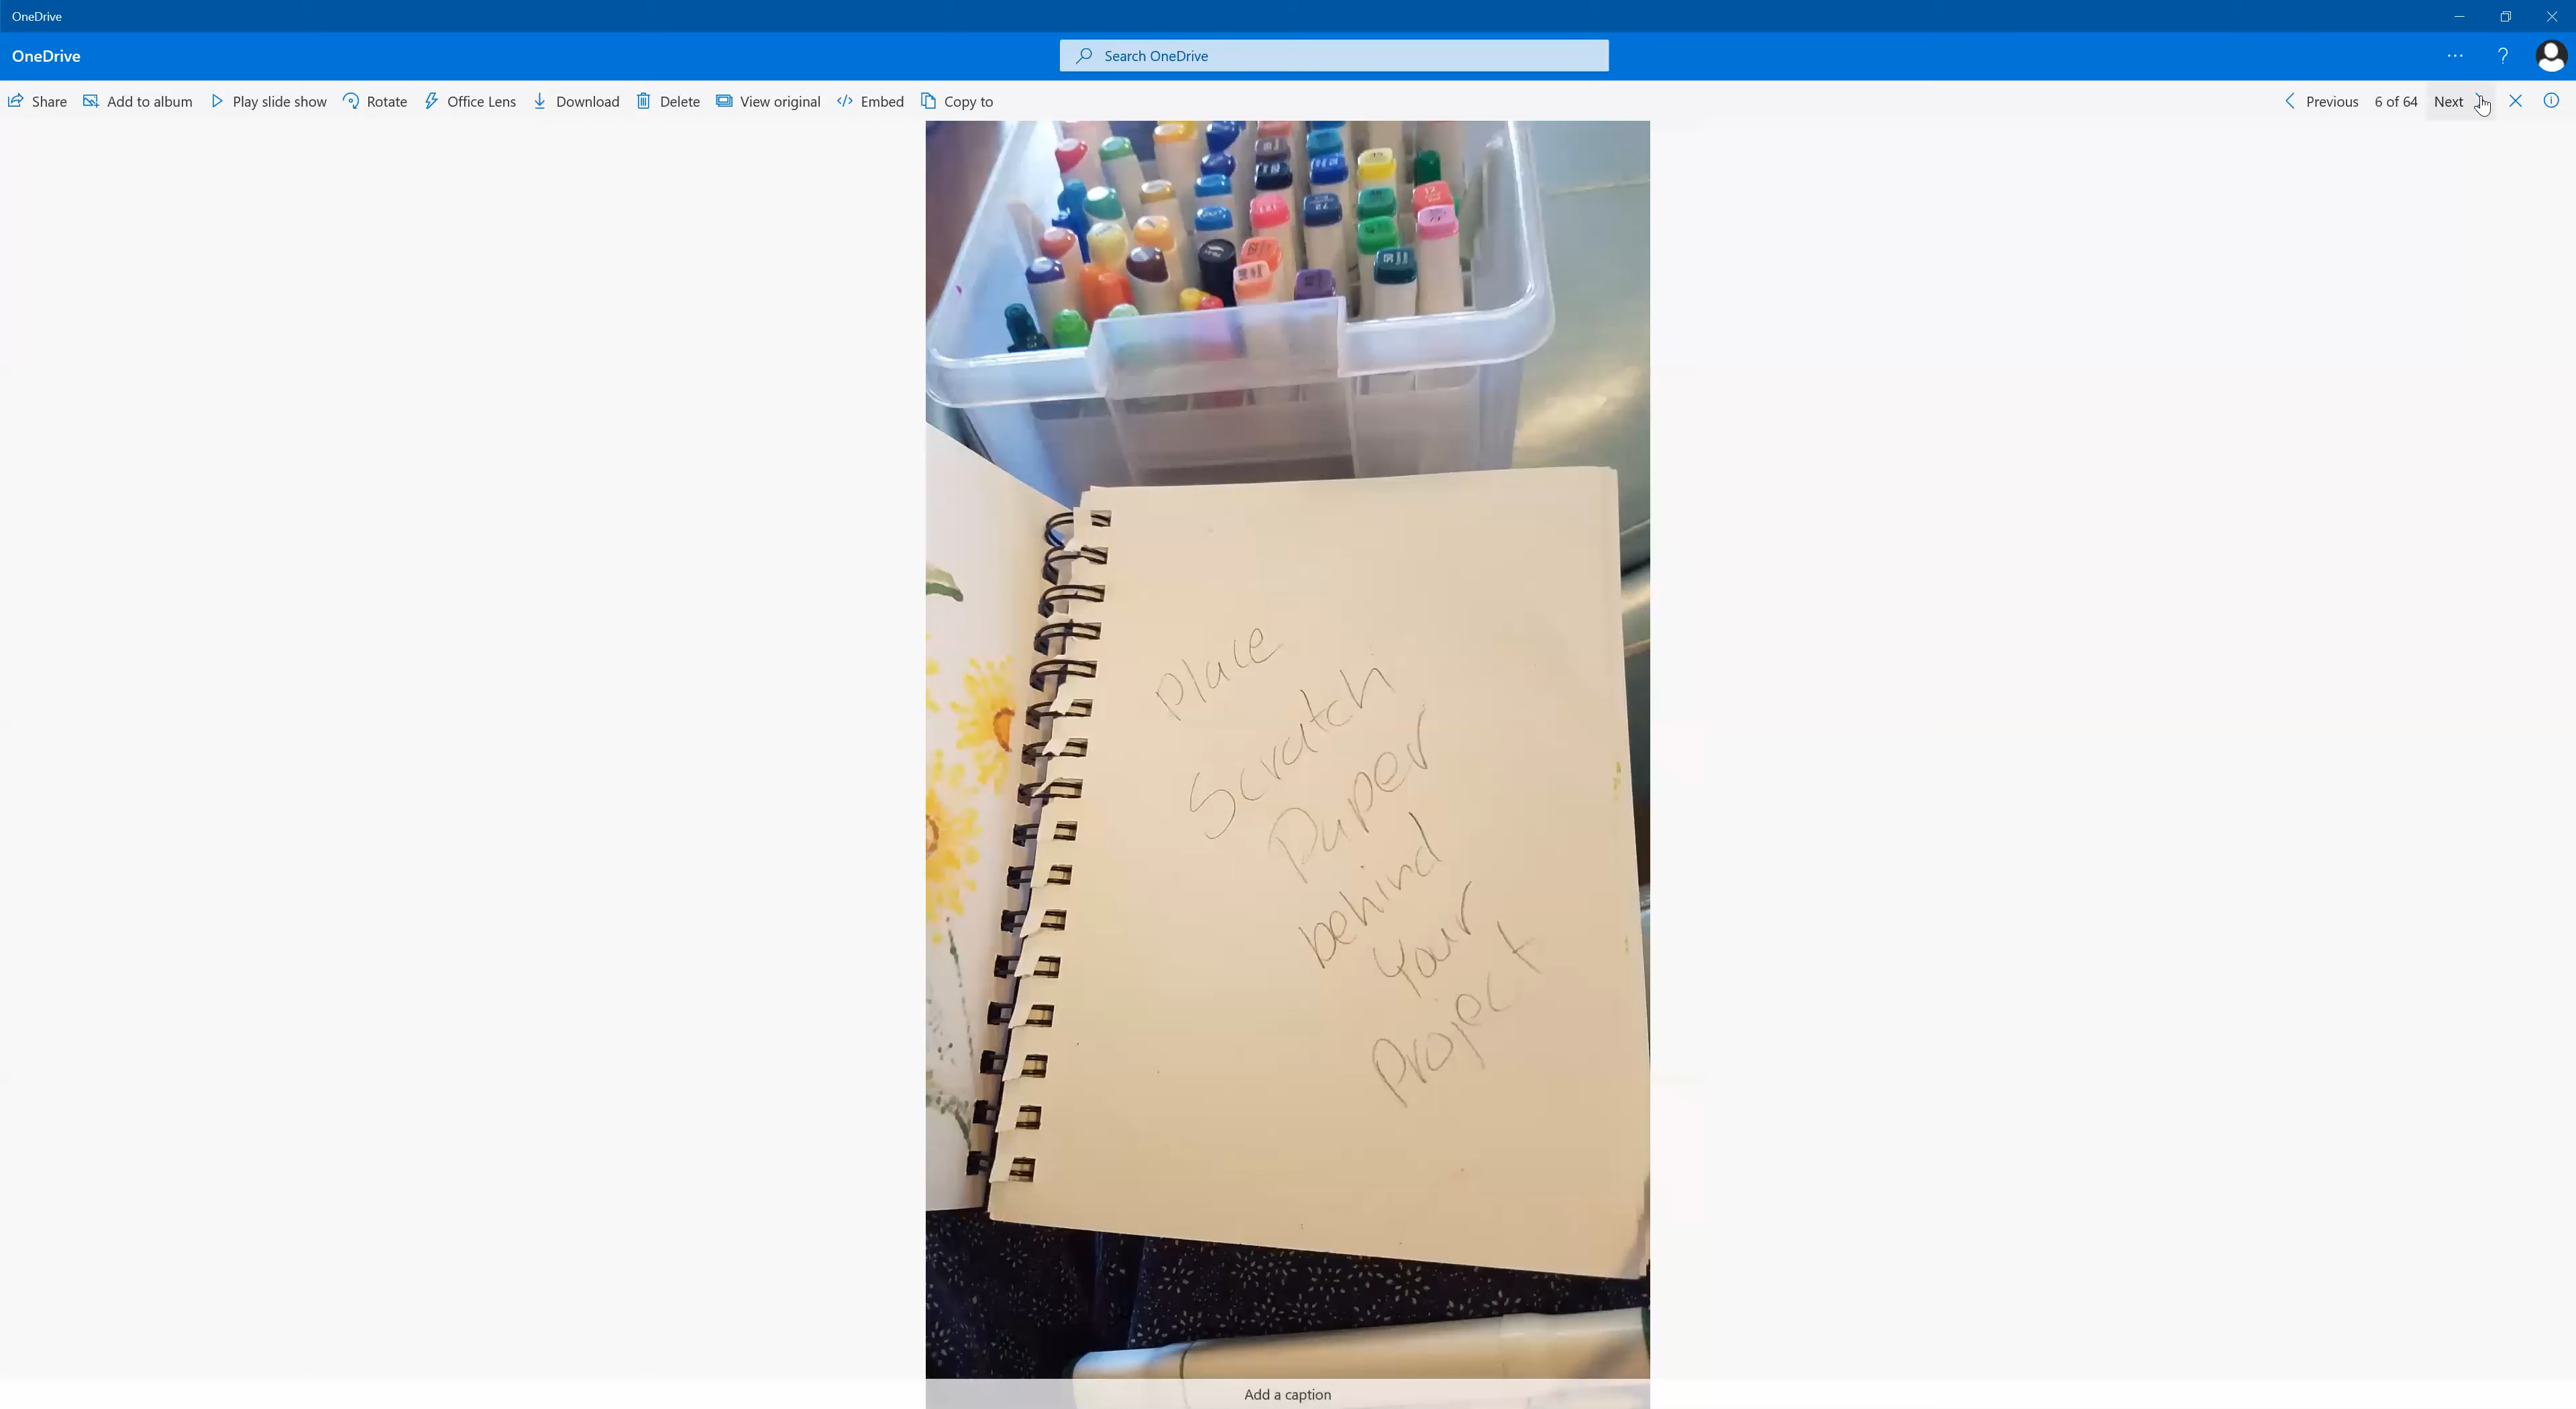 OneDrive
OneDrive
Search OneDrive
Share Add to album Play slide show Rotate Office Lens Download Delete View original Embed Copy to
Previous 6 of 64 Next
Place
Scratch
Paper
behind
your
project
Add a caption